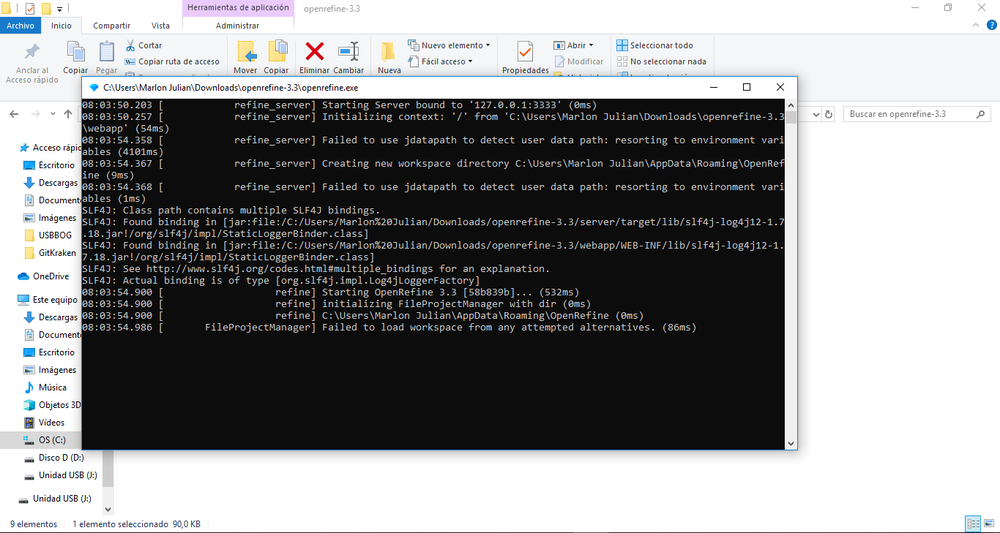 Herramientas de aplicación
openrefine-3.3
Archivo
Inicio
Compartir
Vista
Administrar
Anclar al
Acceso rápido
Copiar
Pegar
Cortar
Copiar ruta de acceso
Mover
Copiar
Eliminar
Cambiar
Nueva
Nuevo elemento
Fácil acceso
Propiedades
Abrir
Modificar
Seleccionar todo
No seleccionar nada
C:\Users\Marlon Julian\Downloads\openrefine-3.3\openrefine.exe
Buscar en openrefine-3.3
08:03:50.203 [            refine_server] Starting Server bound to '127.0.0.1:3333' (0ms)
08:03:50.257 [            refine_server] Initializing context: '/' from 'C:\Users\Marlon Julian\Downloads\openrefine-3.3
\webapp' (54ms)
08:03:54.358 [            refine_server] Failed to use jdatapath to detect user data path: resorting to environment vari
ables (4101ms)
08:03:54.367 [            refine_server] Creating new workspace directory C:\Users\Marlon Julian\AppData\Roaming\OpenRef
ine (9ms)
08:03:54.368 [            refine_server] Failed to use jdatapath to detect user data path: resorting to environment vari
ables (1ms)
SLF4J: Class path contains multiple SLF4J bindings.
SLF4J: Found binding in [jar:file:/C:/Users/Marlon%20Julian/Downloads/openrefine-3.3/server/target/lib/slf4j-log4j12-1.7
.18.jar!/org/slf4j/impl/StaticLoggerBinder.class]
SLF4J: Found binding in [jar:file:/C:/Users/Marlon%20Julian/Downloads/openrefine-3.3/webapp/WEB-INF/lib/slf4j-log4j12-1.
7.18.jar!/org/slf4j/impl/StaticLoggerBinder.class]
SLF4J: See http://www.slf4j.org/codes.html#multiple_bindings for an explanation.
SLF4J: Actual binding is of type [org.slf4j.impl.Log4jLoggerFactory]
08:03:54.900 [                   refine] Starting OpenRefine 3.3 [58b839b]... (532ms)
08:03:54.900 [                   refine] initializing FileProjectManager with dir (0ms)
08:03:54.900 [                   refine] C:\Users\Marlon Julian\AppData\Roaming\OpenRefine (0ms)
08:03:54.986 [       FileProjectManager] Failed to load workspace from any attempted alternatives. (86ms)
Acceso rápid
Escritorio
Descargas
Document
Imágenes
USBBOG
GitKraken
OneDrive
Este equipo
Descargas
Document
Escritorio
Imágenes
Música
Objetos 3D
Vídeos
OS (C:)
Disco D (D:)
Unidad USB (J:)
Unidad USB (J:)
9 elementos
1 elemento seleccionado 90,0 KB